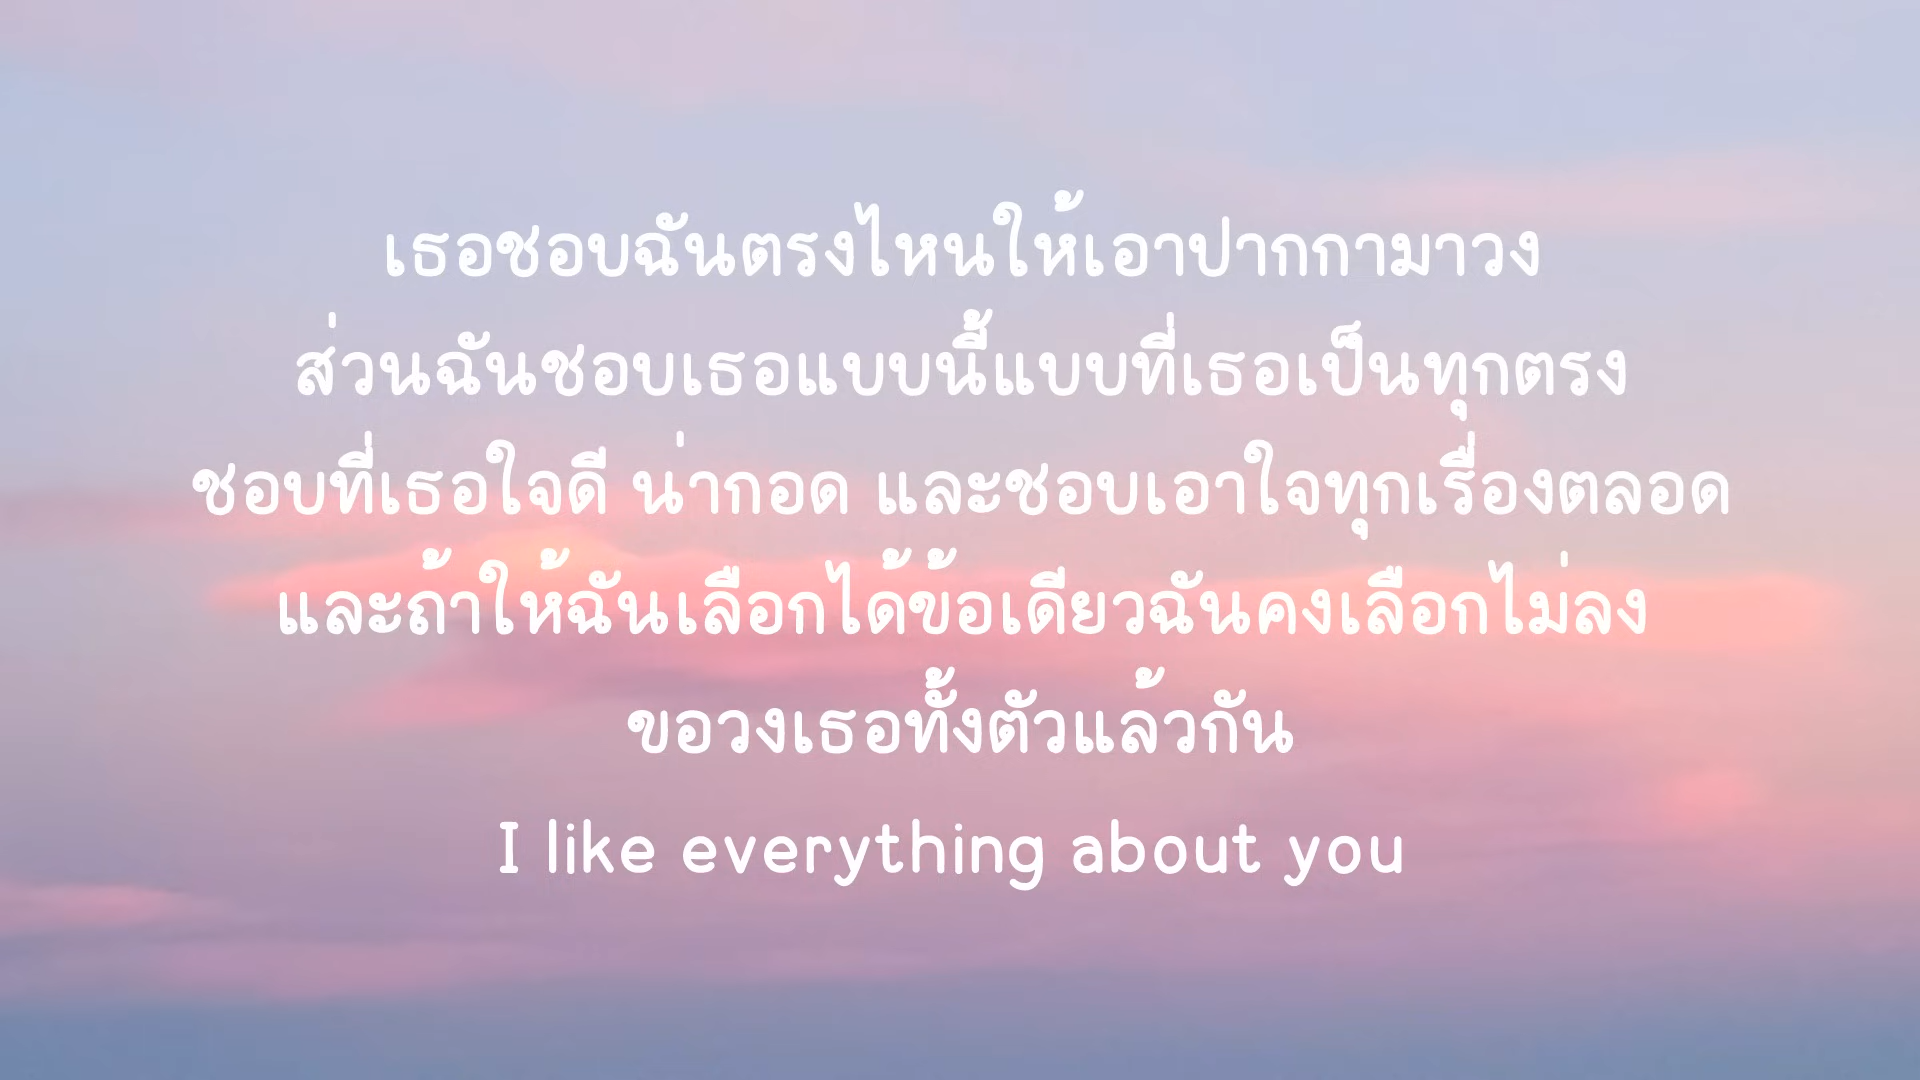 เธอชอบฉันตรงไหนให้เอาปากกามาวง
ส่วนฉันชอบเธอแบบนี้แบบที่เธอเป็นทุกตรง
ชอบที่เธอใจดี น่ากอด และชอบเอาใจทุกเรื่องตลอด
และถ้าให้ฉันเลือกได้ข้อเดียวฉันคงเลือกไม่ลง
ขอวงเธอทั้งตัวแล้วกัน
I like everything about you